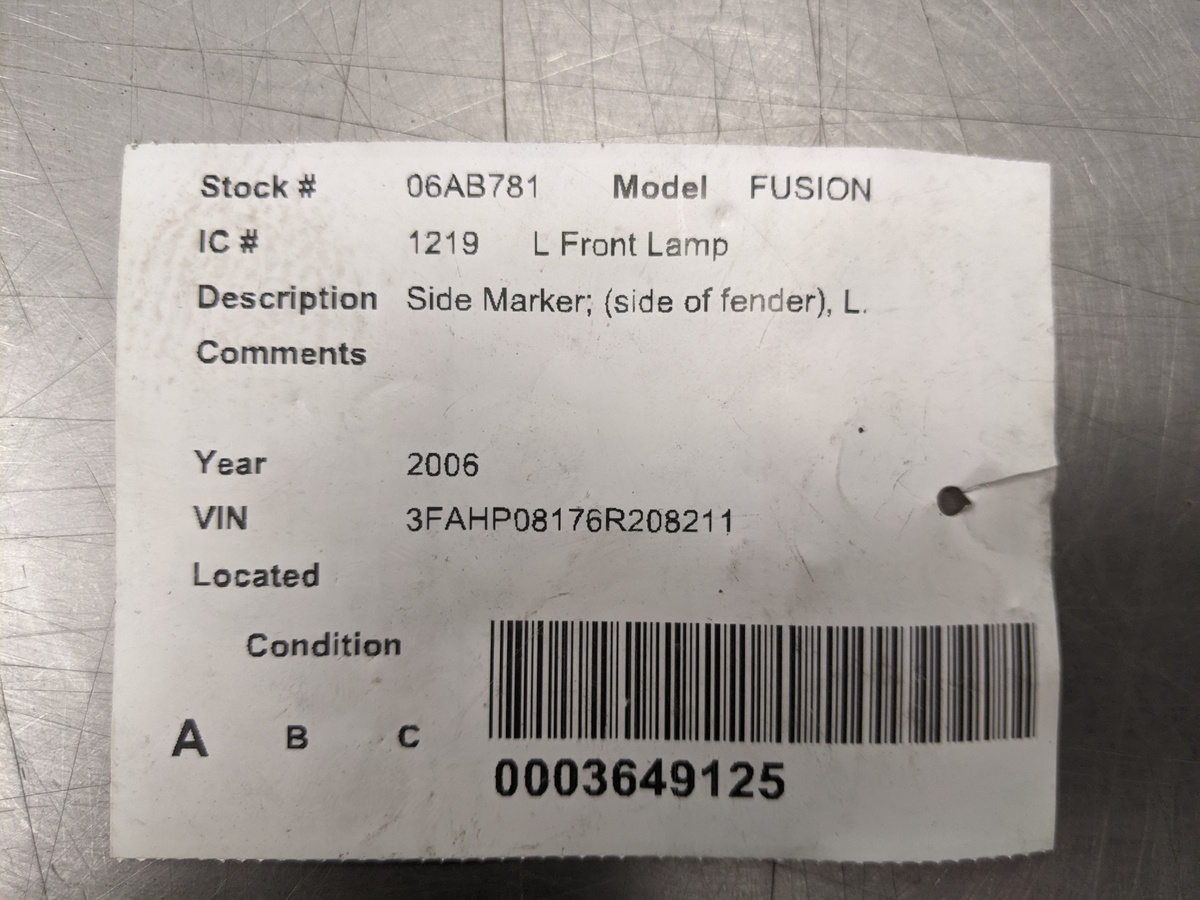 Stock # 06AB781 Model FUSION
IC # 1219 L Front Lamp
Description Side Marker; (side of fender), L.
Comments
Year 2006
VIN 3FAHP08176R208211
Located
Condition
A B C
0003649125